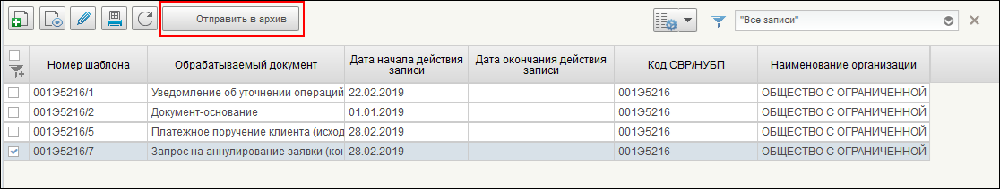 Отправить в архив
"Все записи"
Номер шаблона Обрабатываемый документ Дата начала действия записи Дата окончания действия записи Код СВР/НУБП Наименование организации
001Э5216/1 Уведомление об уточнении операций 22.02.2019 001Э5216 ОБЩЕСТВО С ОГРАНИЧЕННОЙ
001Э5216/2 Документ-основание 01.01.2019 001Э5216 ОБЩЕСТВО С ОГРАНИЧЕННОЙ
001Э5216/5 Платежное поручение клиента (исход 28.02.2019 001Э5216 ОБЩЕСТВО С ОГРАНИЧЕННОЙ
001Э5216/7 Запрос на аннулирование заявки (кон 28.02.2019 001Э5216 ОБЩЕСТВО С ОГРАНИЧЕННОЙ